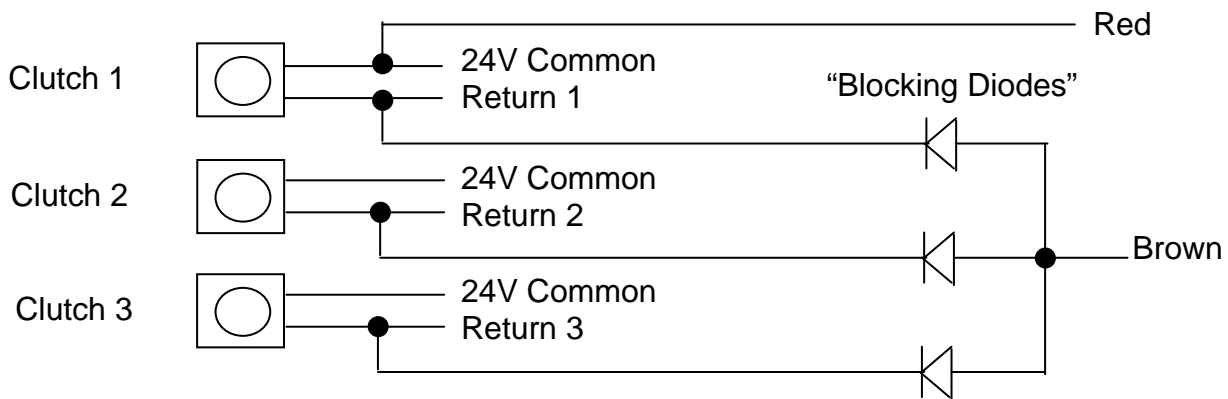 Red
Clutch 1
24V Common
Return 1
“Blocking Diodes”
Clutch 2
24V Common
Return 2
Brown
Clutch 3
24V Common
Return 3